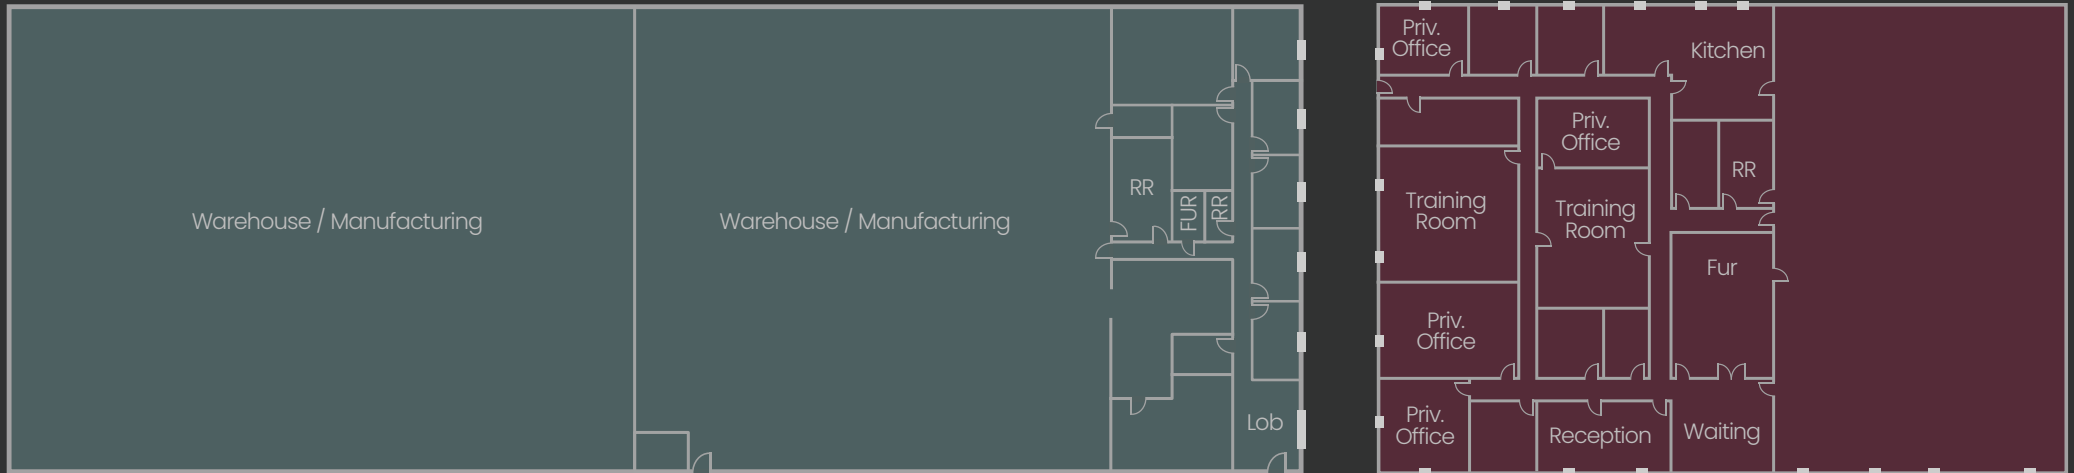 Warehouse / Manufacturing
Warehouse / Manufacturing
RR
FUR
RR
Lob
Priv.
Office
Kitchen
Priv.
Office
RR
Training
Room
Training
Room
Fur
Priv.
Office
Priv.
Office
Reception
Waiting